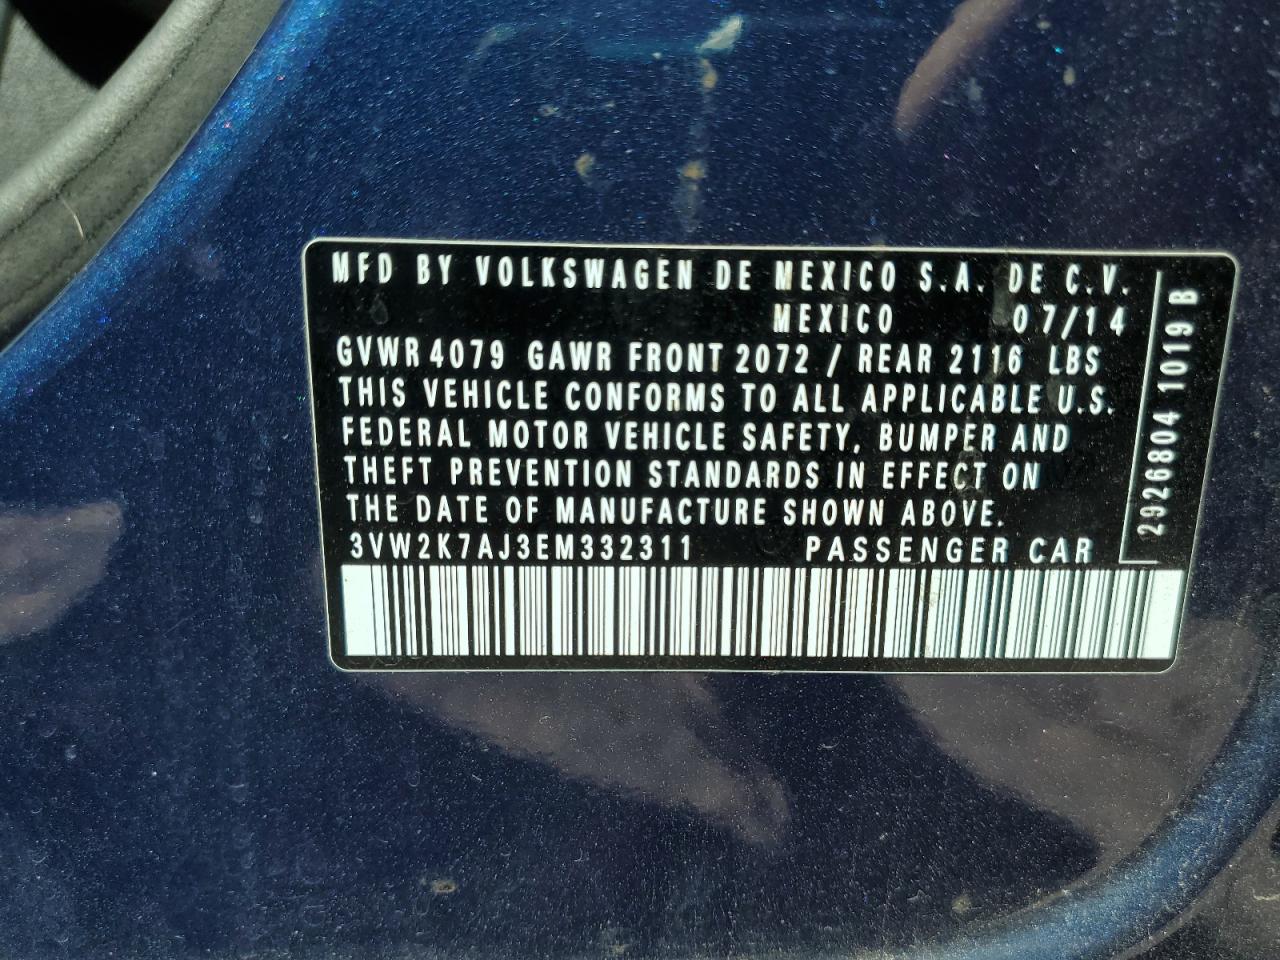 MFD BY VOLKSWAGEN DE MEXICO S.A. DE C.V.
MEXICO 07/14
GVWR 4079 GAWR FRONT 2072 / REAR 2116 LBS
THIS VEHICLE CONFORMS TO ALL APPLICABLE U.S.
FEDERAL MOTOR VEHICLE SAFETY, BUMPER AND
THEFT PREVENTION STANDARDS IN EFFECT ON
THE DATE OF MANUFACTURE SHOWN ABOVE.
3VW2K7AJ3EM332311 PASSENGER CAR
2926804 1019 B